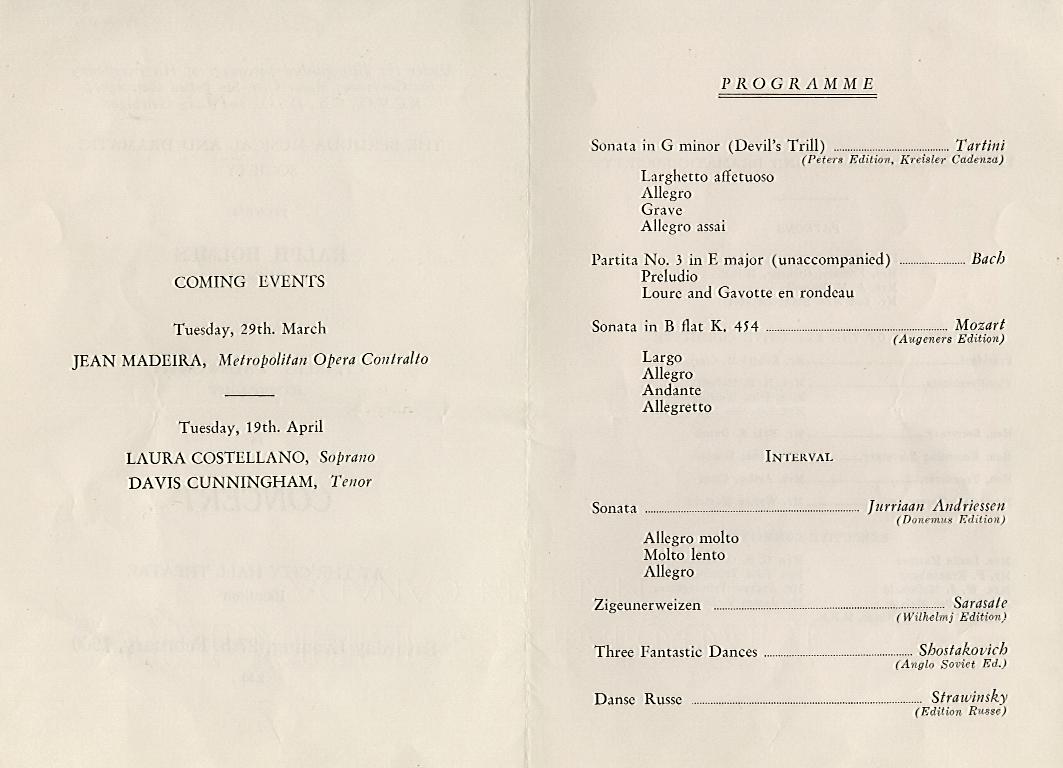 COMING EVENTS
Tuesday, 29th. March
JEAN MADEIRA, Metropolitan Opera Contralto
Tuesday, 19th. April
LAURA COSTELLANO, Soprano
DAVIS CUNNINGHAM, Tenor
PROGRAMME
Sonata in G minor (Devil's Trill) ........ Tartini
(Peters Edition, Kreisler Cadenza)
Larghetto affetuoso
Allegro
Grave
Allegro assai
Partita No. 3 in E major (unaccompanied) ........ Bach
Preludio
Loure and Gavotte en rondeau
Sonata in B flat K. 454 ........ Mozart
(Augeners Edition)
Largo
Allegro
Andante
Allegretto
INTERVAL
Sonata ........ Jurriaan Andriessen
(Donemus Edition)
Allegro molto
Molto lento
Allegro
Zigeunerweizen ........ Sarasate
(Wilhelmj Edition)
Three Fantastic Dances ........ Shostakovich
(Anglo Soviet Ed.)
Danse Russe ........ Strawinsky
(Edition Russe)